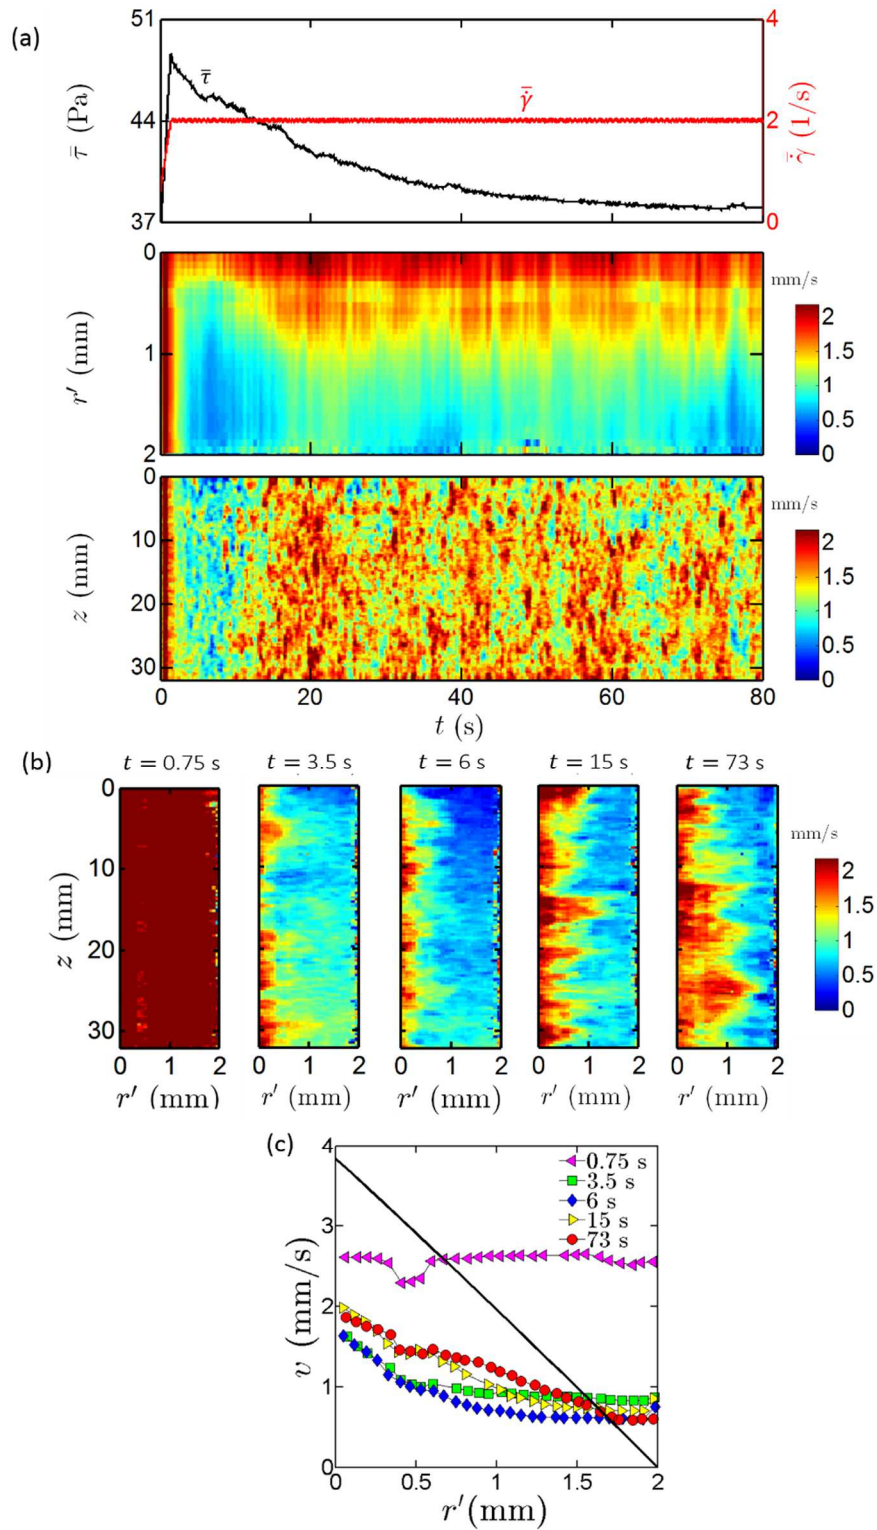 (a)
51
44
37
τ̄ (Pa)
τ̄
γ̇̄
4
2
0
γ̇̄ (1/s)
0
1
2
r′ (mm)
mm/s
2
1.5
1
0.5
0
0
10
20
30
z (mm)
mm/s
2
1.5
1
0.5
0
0 20 40 60 80
t (s)
(b)
t = 0.75 s t = 3.5 s t = 6 s t = 15 s t = 73 s
0
10
20
30
z (mm)
mm/s
2
1.5
1
0.5
0
0 1 2 0 1 2 0 1 2 0 1 2 0 1 2
r′ (mm) r′ (mm) r′ (mm) r′ (mm) r′ (mm)
(c)
4
3
2
1
0
v (mm/s)
0.75 s
3.5 s
6 s
15 s
73 s
0 0.5 1 1.5 2
r′(mm)